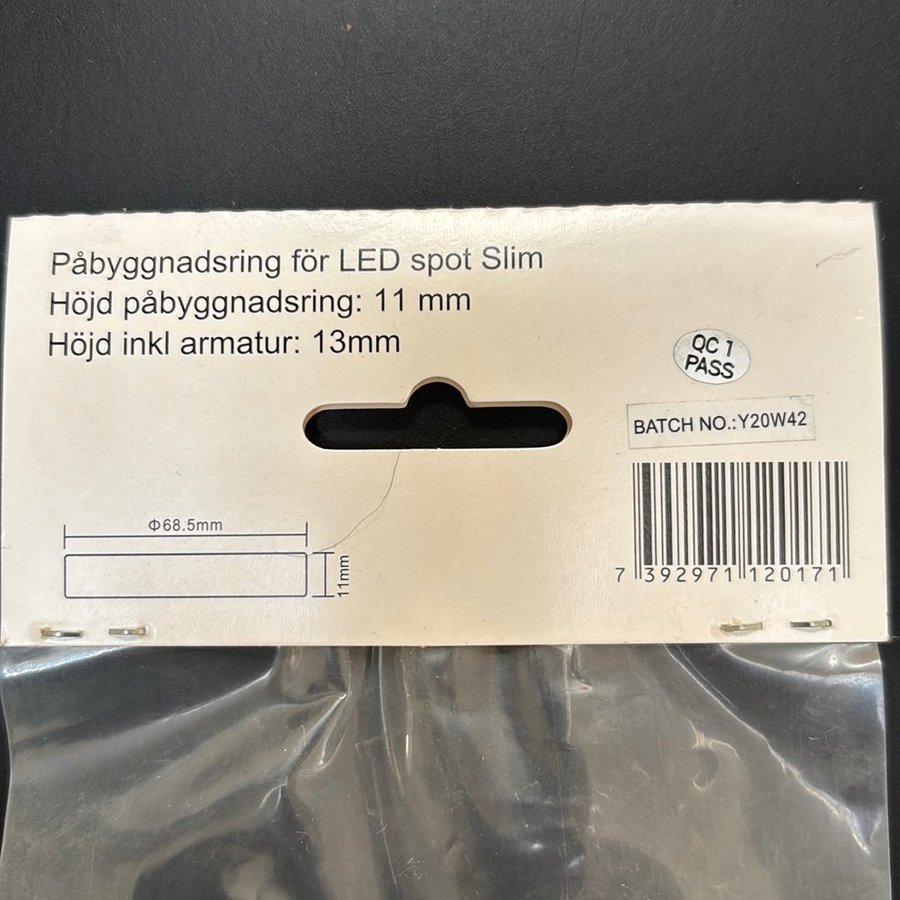 Påbyggnadsring för LED spot Slim
Höjd påbyggnadsring: 11 mm
Höjd inkl armatur: 13mm
QC 1
PASS
BATCH NO.:Y20W42
Φ68.5mm
11mm
7 392971 120171